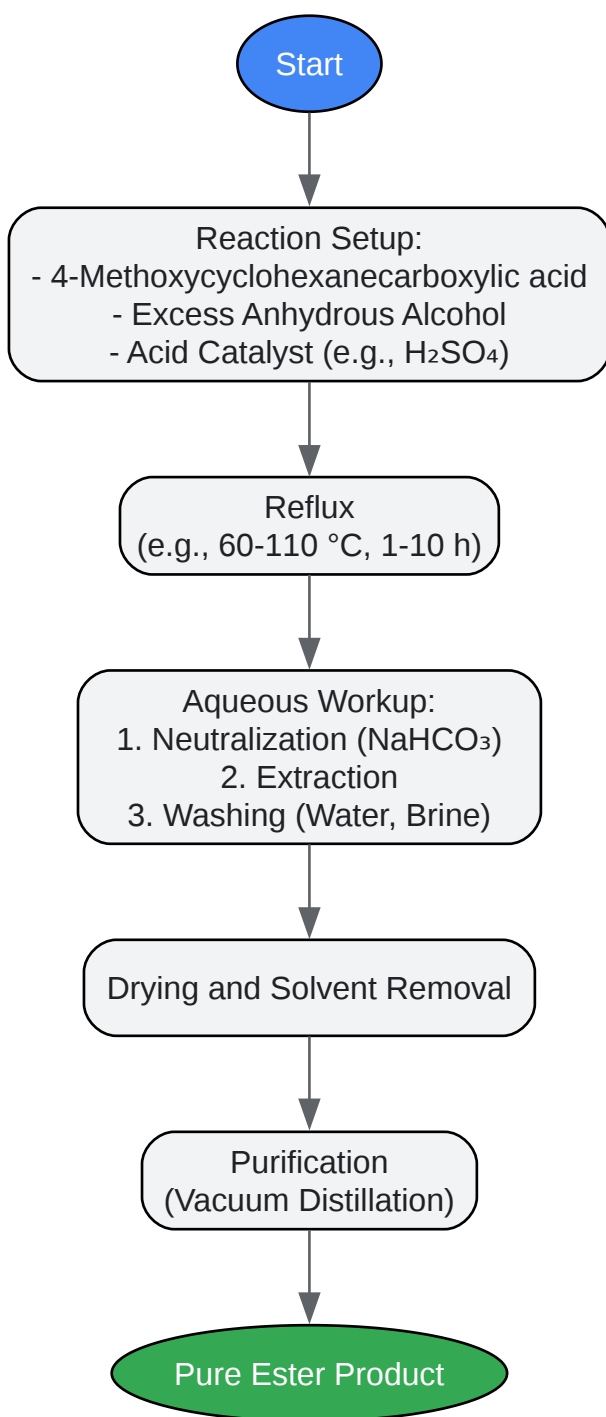 Start
Reaction Setup:
- 4-Methoxycyclohexanecarboxylic acid
- Excess Anhydrous Alcohol
- Acid Catalyst (e.g., H₂SO₄)
Reflux
(e.g., 60-110 °C, 1-10 h)
Aqueous Workup:
1. Neutralization (NaHCO₃)
2. Extraction
3. Washing (Water, Brine)
Drying and Solvent Removal
Purification
(Vacuum Distillation)
Pure Ester Product